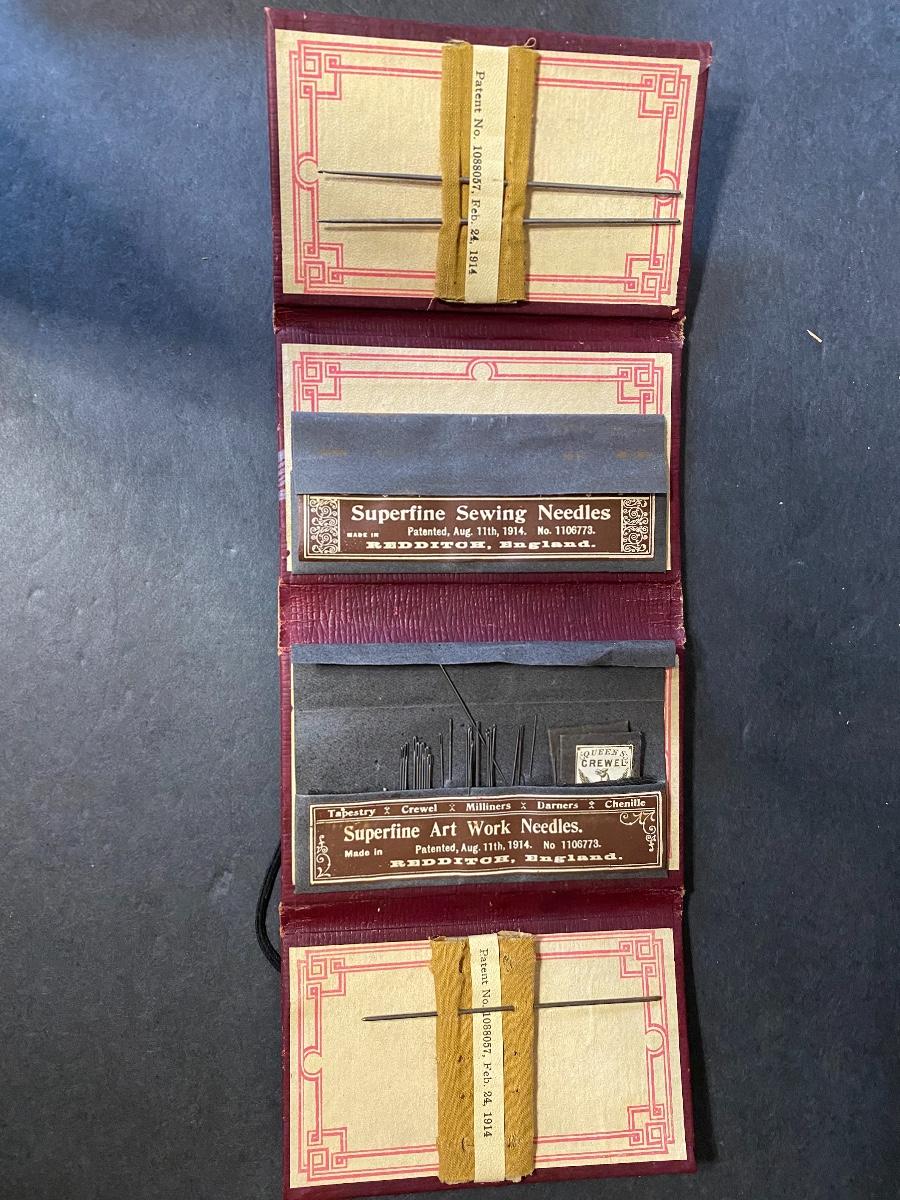 Patent No. 1088057, Feb. 24, 1914
Superfine Sewing Needles
Patented, Aug. 11th, 1914. No. 1106773.
MADE IN
REDDITCH, England.
QUEEN'S
CREWEL
Tapestry Crewel Milliners Darners Chenille
Superfine Art Work Needles.
Patented, Aug. 11th, 1914. No 1106773.
Made in
REDDITCH, England.
Patent No. 1088057, Feb. 24, 1914